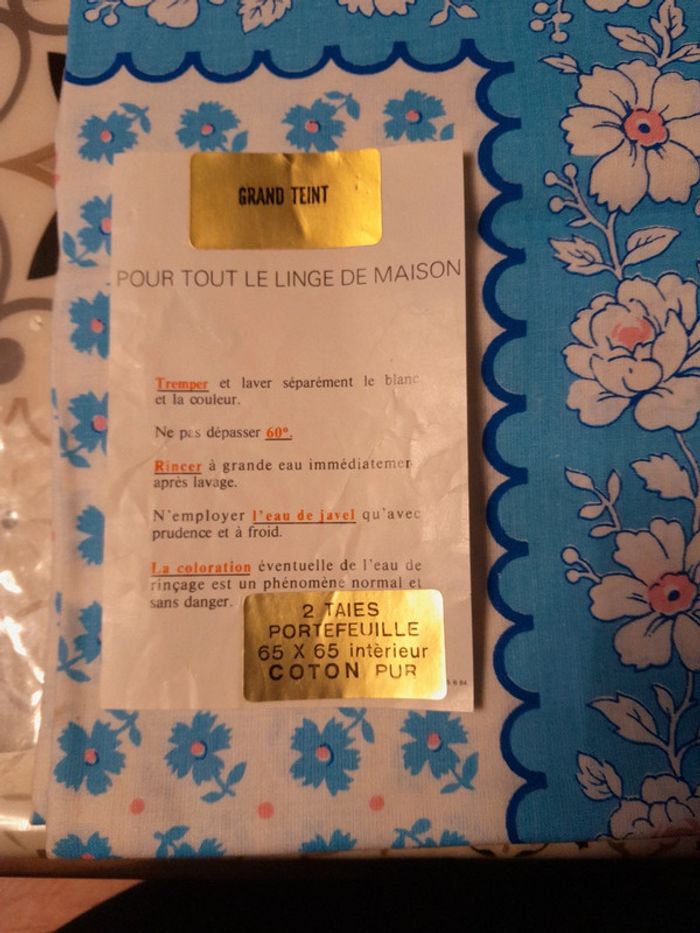 GRAND TEINT
POUR TOUT LE LINGE DE MAISON
Tremper et laver séparément le blanc
et la couleur.
Ne pas dépasser 60°.
Rincer à grande eau immédiatemen
après lavage.
N'employer l'eau de javel qu'avec
prudence et à froid.
La coloration éventuelle de l'eau de
rinçage est un phénomène normal et
sans danger.
2 TAIES
PORTEFEUILLE
65 X 65 intèrieur
COTON PUR